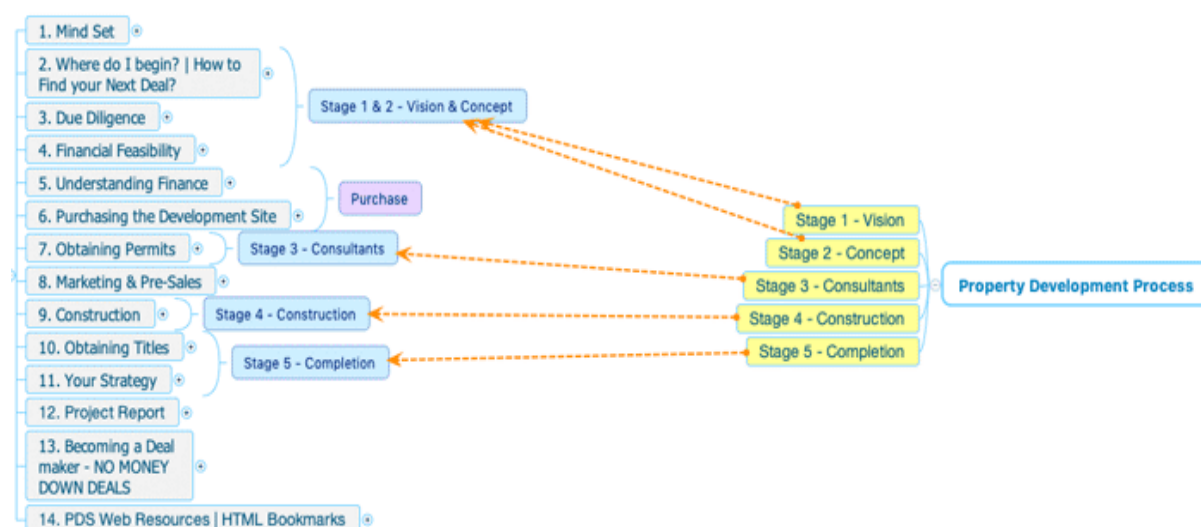 1. Mind Set
2. Where do I begin? | How to
Find your Next Deal?
3. Due Diligence
4. Financial Feasibility
5. Understanding Finance
6. Purchasing the Development Site
7. Obtaining Permits
8. Marketing & Pre-Sales
9. Construction
10. Obtaining Titles
11. Your Strategy
12. Project Report
13. Becoming a Deal
maker - NO MONEY
DOWN DEALS
14. PDS Web Resources | HTML Bookmarks
Stage 1 & 2 - Vision & Concept
Purchase
Stage 3 - Consultants
Stage 4 - Construction
Stage 5 - Completion
Stage 1 - Vision
Stage 2 - Concept
Stage 3 - Consultants
Stage 4 - Construction
Stage 5 - Completion
Property Development Process